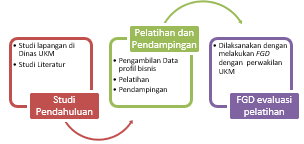 • Studi lapangan di
Dinas UKM
• Studi Literatur
Studi
Pendahuluan
Pelatihan dan
Pendampingan
• Pengambilan Data
profil bisnis
• Pelatihan
• Pendampingan
• Dilaksanakan dengan
melakukan FGD
dengan perwakilan
UKM
FGD evaluasi
pelatihan